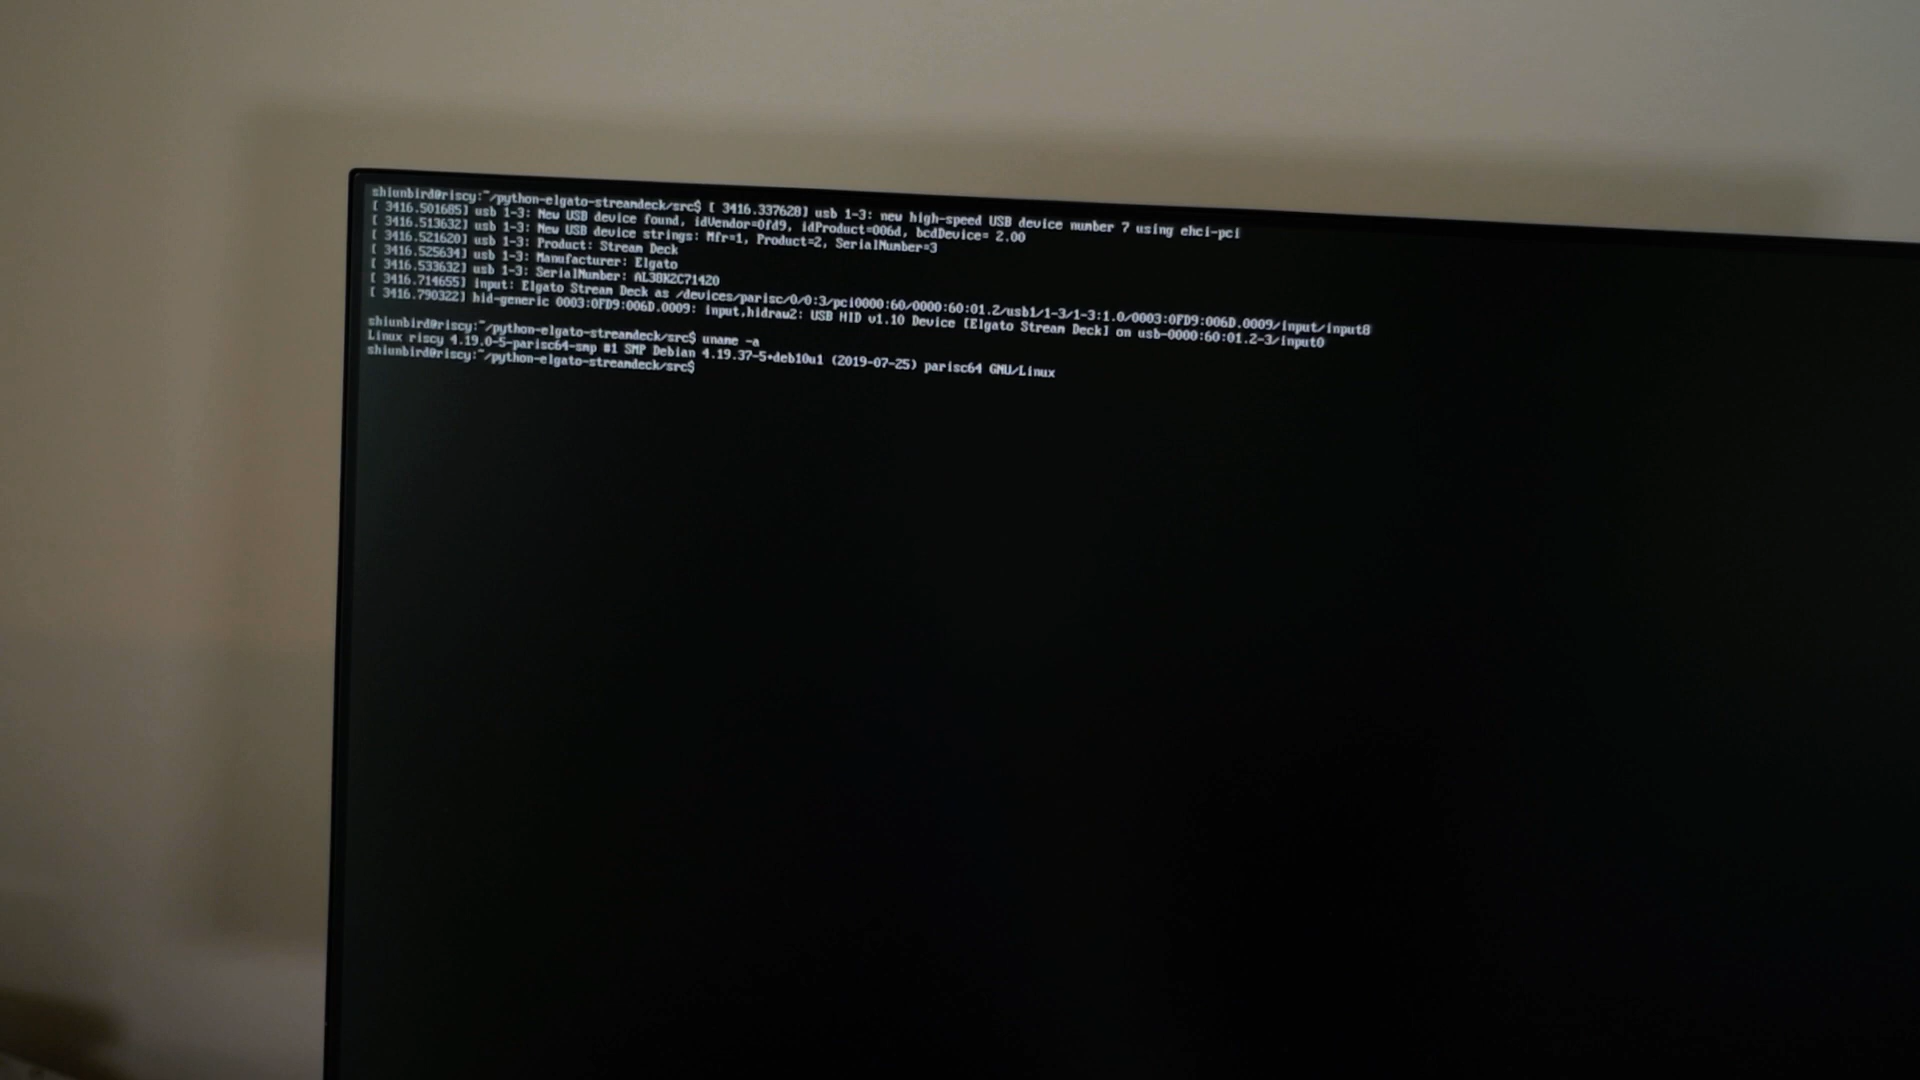 shiunbird@riscy:~/python-elgato-streamdeck/src$ [ 3416.337628] usb 1-3: new high-speed USB device number 7 using ehci-pci
[ 3416.501685] usb 1-3: New USB device found, idVendor=0fd9, idProduct=006d, bcdDevice= 2.00
[ 3416.513632] usb 1-3: New USB device strings: Mfr=1, Product=2, SerialNumber=3
[ 3416.521620] usb 1-3: Product: Stream Deck
[ 3416.525634] usb 1-3: Manufacturer: Elgato
[ 3416.533632] usb 1-3: SerialNumber: AL38K2C71420
[ 3416.714655] input: Elgato Stream Deck as /devices/parisc/0/0:3/pci0000:60/0000:60:01.2/usb1/1-3/1-3:1.0/0003:0FD9:006D.0009/input/input8
[ 3416.790322] hid-generic 0003:0FD9:006D.0009: input,hidraw2: USB HID v1.10 Device [Elgato Stream Deck] on usb-0000:60:01.2-3/input0
shiunbird@riscy:~/python-elgato-streamdeck/src$ uname -a
Linux riscy 4.19.0-5-parisc64-smp #1 SMP Debian 4.19.37-5+deb10u1 (2019-07-25) parisc64 GNU/Linux
shiunbird@riscy:~/python-elgato-streamdeck/src$